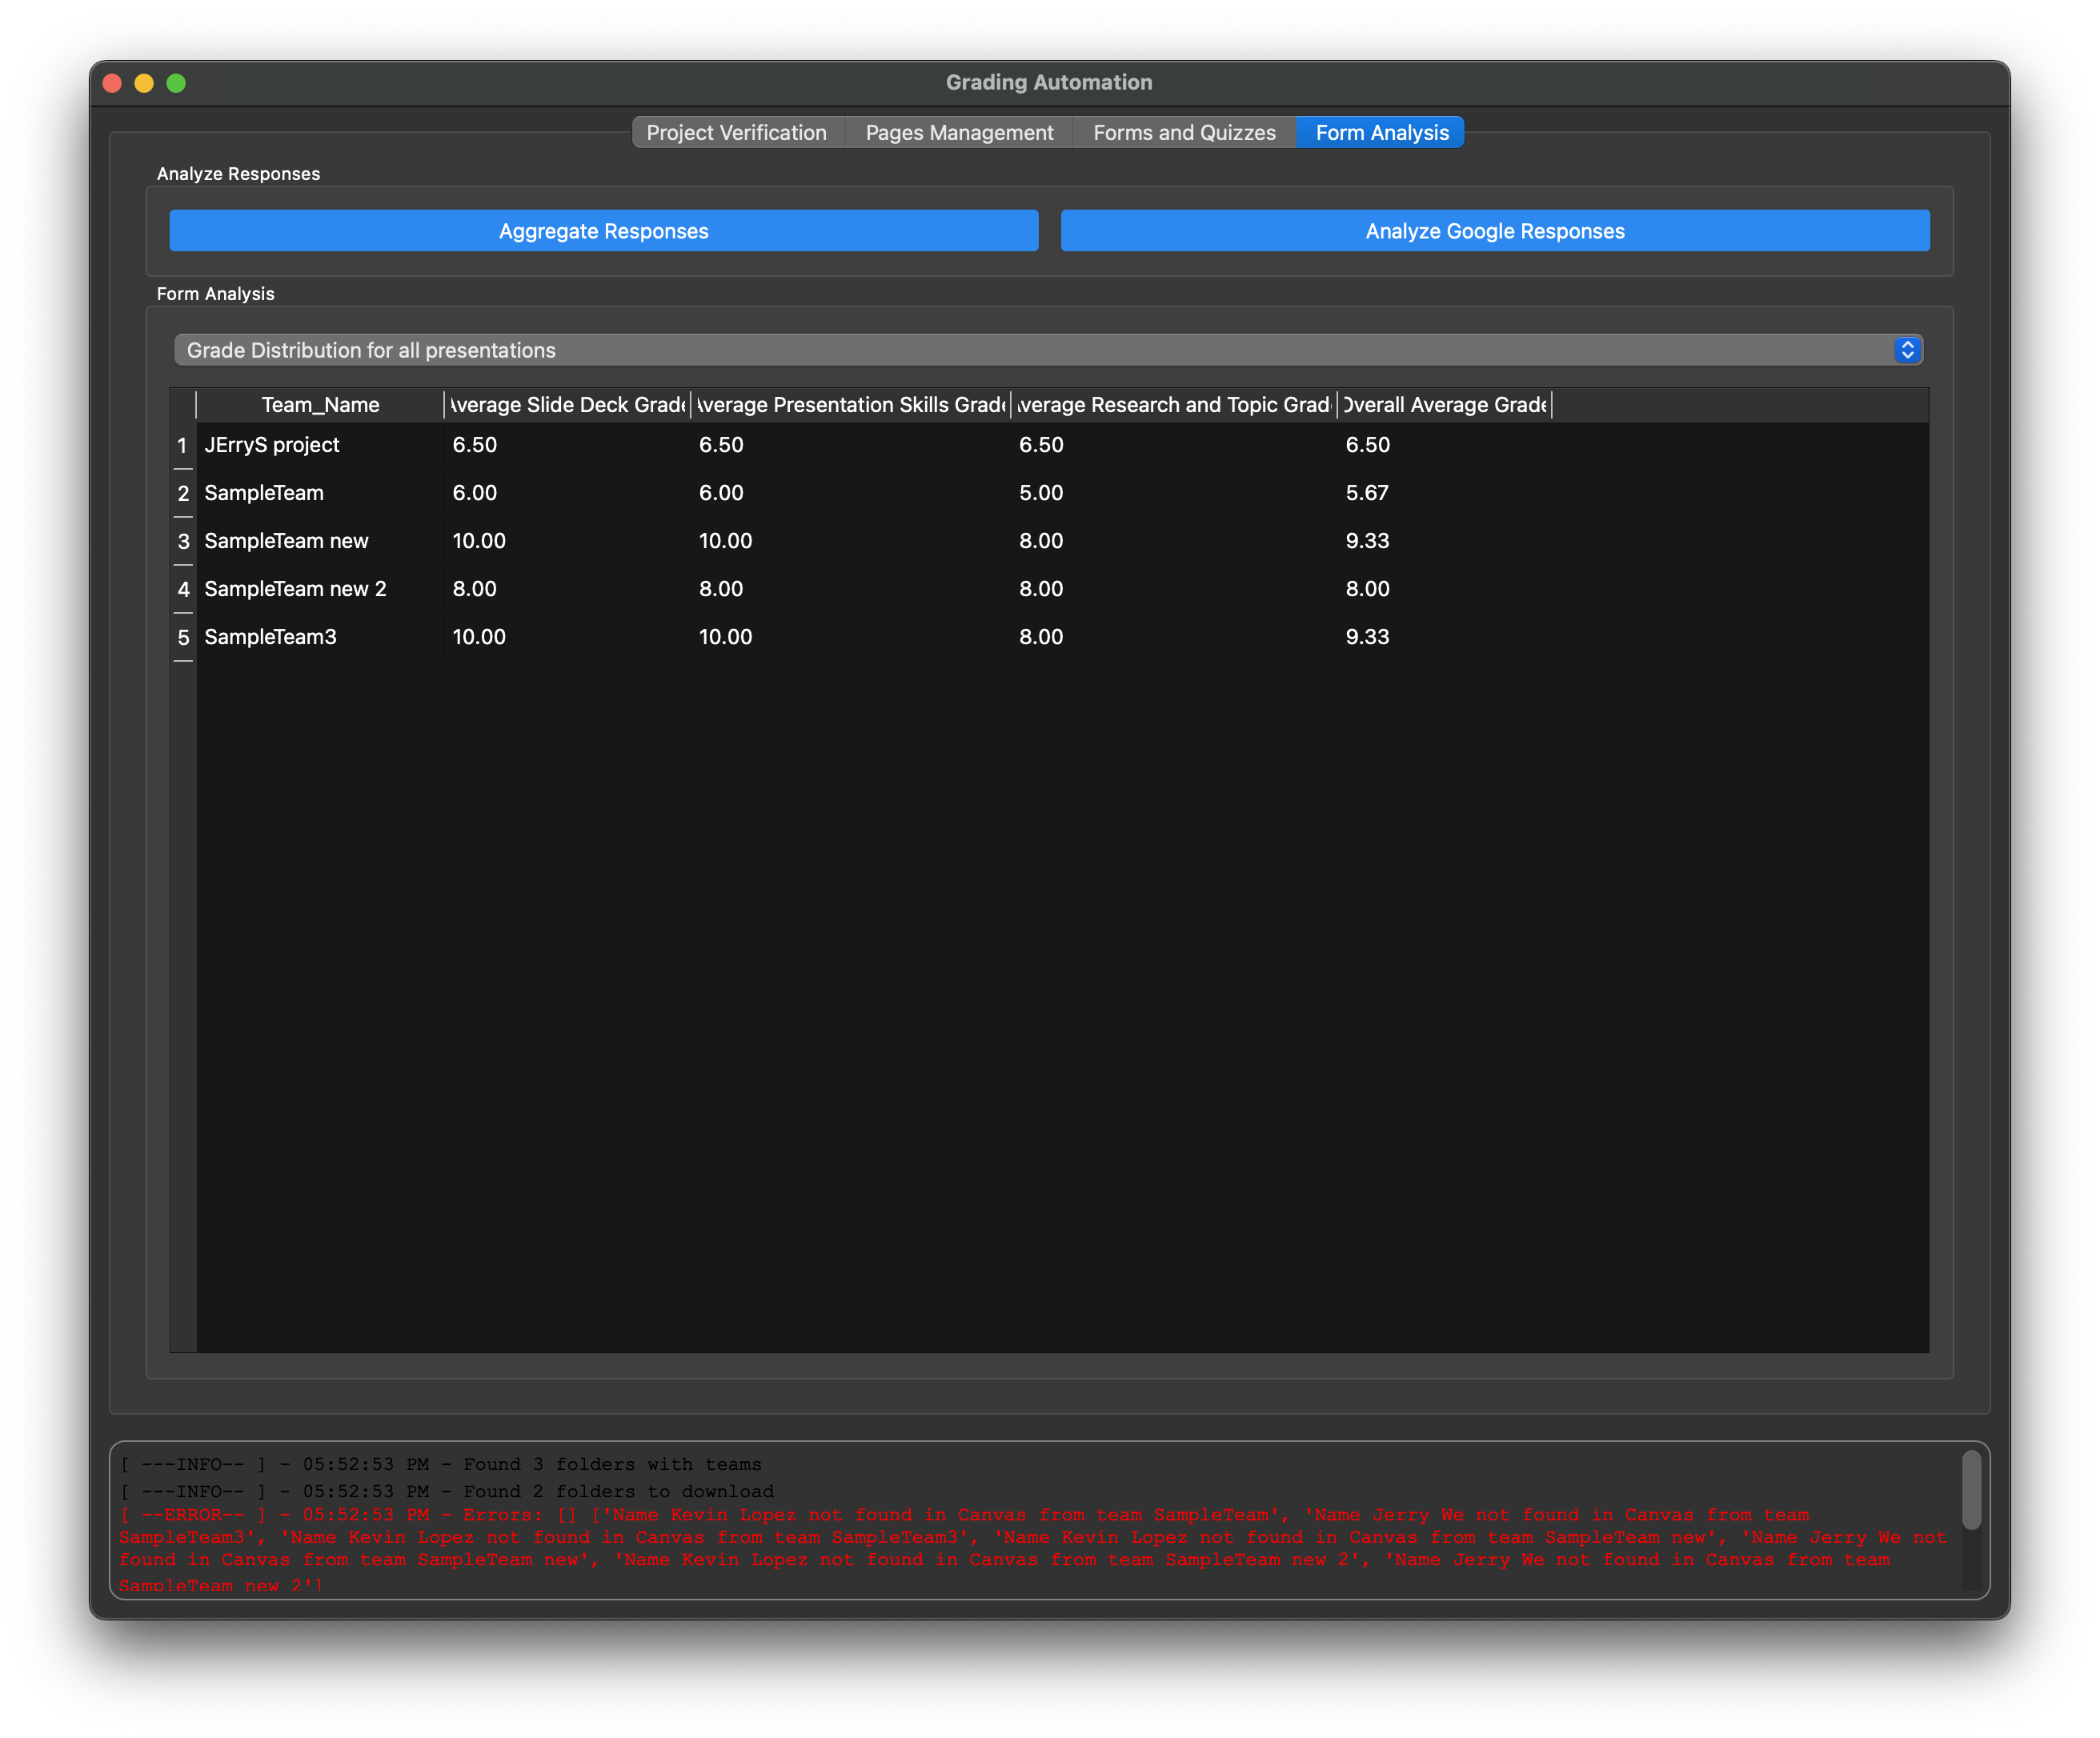 Grading Automation
Project Verification Pages Management Forms and Quizzes Form Analysis
Analyze Responses
Aggregate Responses Analyze Google Responses
Form Analysis
Grade Distribution for all presentations
Team_Name Average Slide Deck Grade Average Presentation Skills Grade Average Research and Topic Grade Overall Average Grade
1 JErryS project 6.50 6.50 6.50 6.50
2 SampleTeam 6.00 6.00 5.00 5.67
3 SampleTeam new 10.00 10.00 8.00 9.33
4 SampleTeam new 2 8.00 8.00 8.00 8.00
5 SampleTeam3 10.00 10.00 8.00 9.33
[ ---INFO-- ] - 05:52:53 PM - Found 3 folders with teams
[ ---INFO-- ] - 05:52:53 PM - Found 2 folders to download
[ --ERROR-- ] - 05:52:53 PM - Errors: [] ['Name Kevin Lopez not found in Canvas from team SampleTeam', 'Name Jerry We not found in Canvas from team
SampleTeam3', 'Name Kevin Lopez not found in Canvas from team SampleTeam3', 'Name Kevin Lopez not found in Canvas from team SampleTeam new', 'Name Jerry We not
found in Canvas from team SampleTeam new', 'Name Kevin Lopez not found in Canvas from team SampleTeam new 2', 'Name Jerry We not found in Canvas from team
SampleTeam new 2']